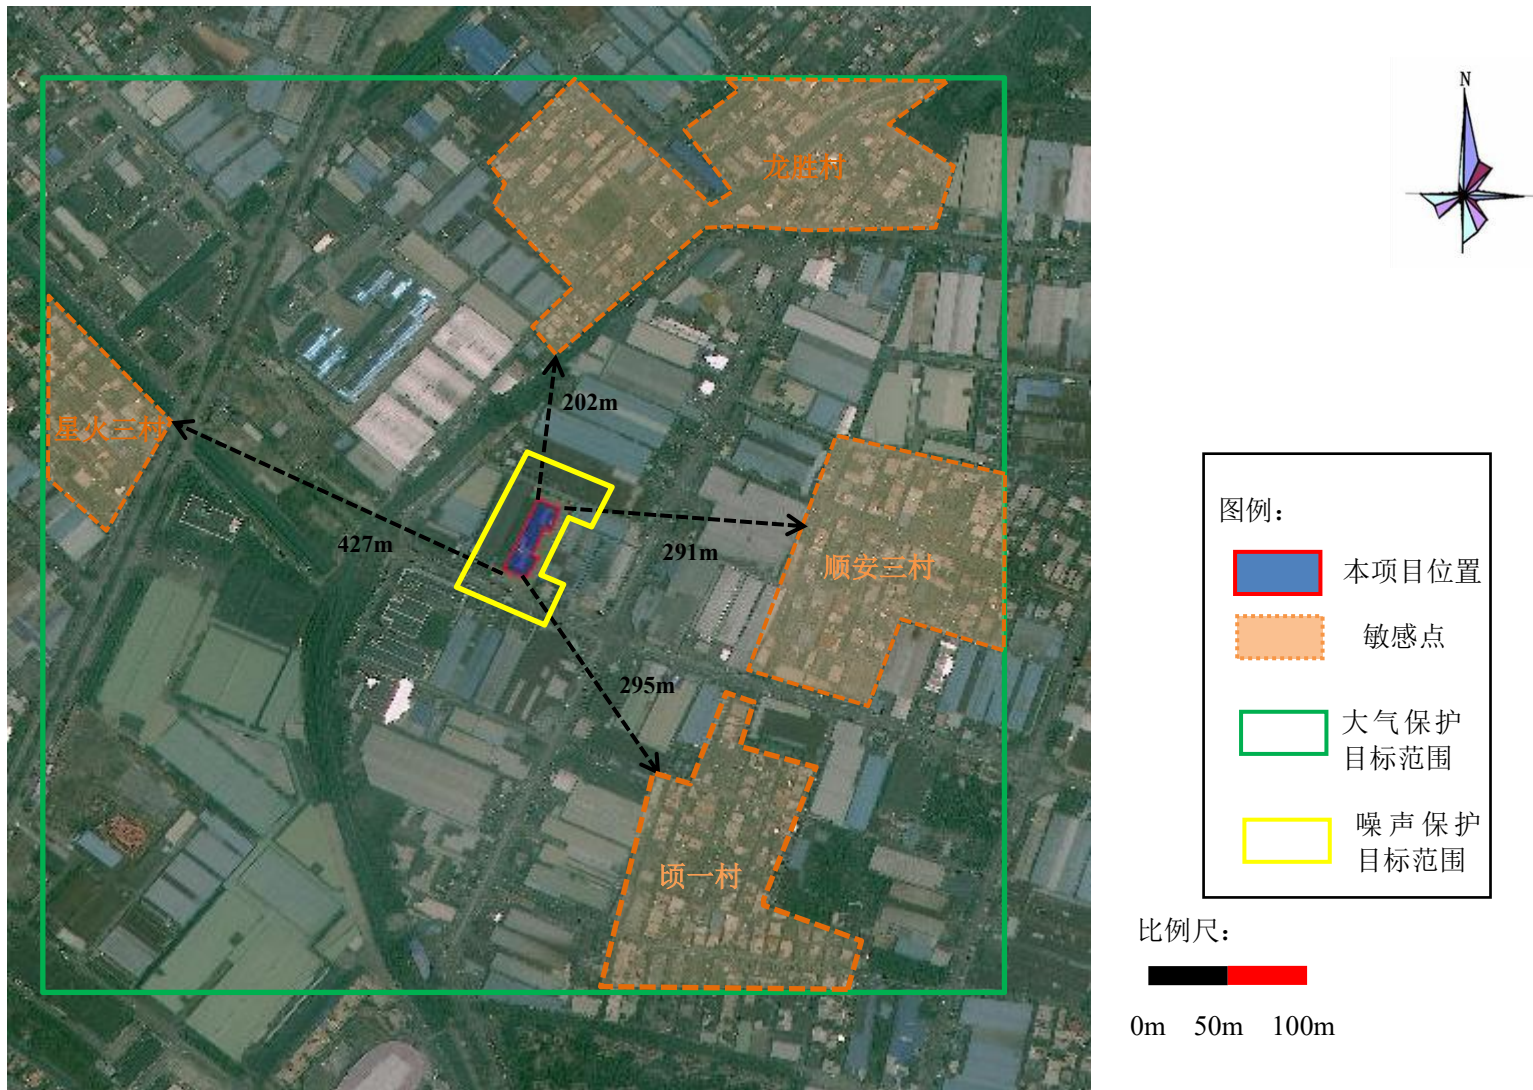 N
龙胜村
202m
星火三村
427m
291m
顺安三村
295m
顷一村
图例：
本项目位置
敏感点
大气保护
目标范围
噪声保护
目标范围
比例尺：
0m 50m 100m